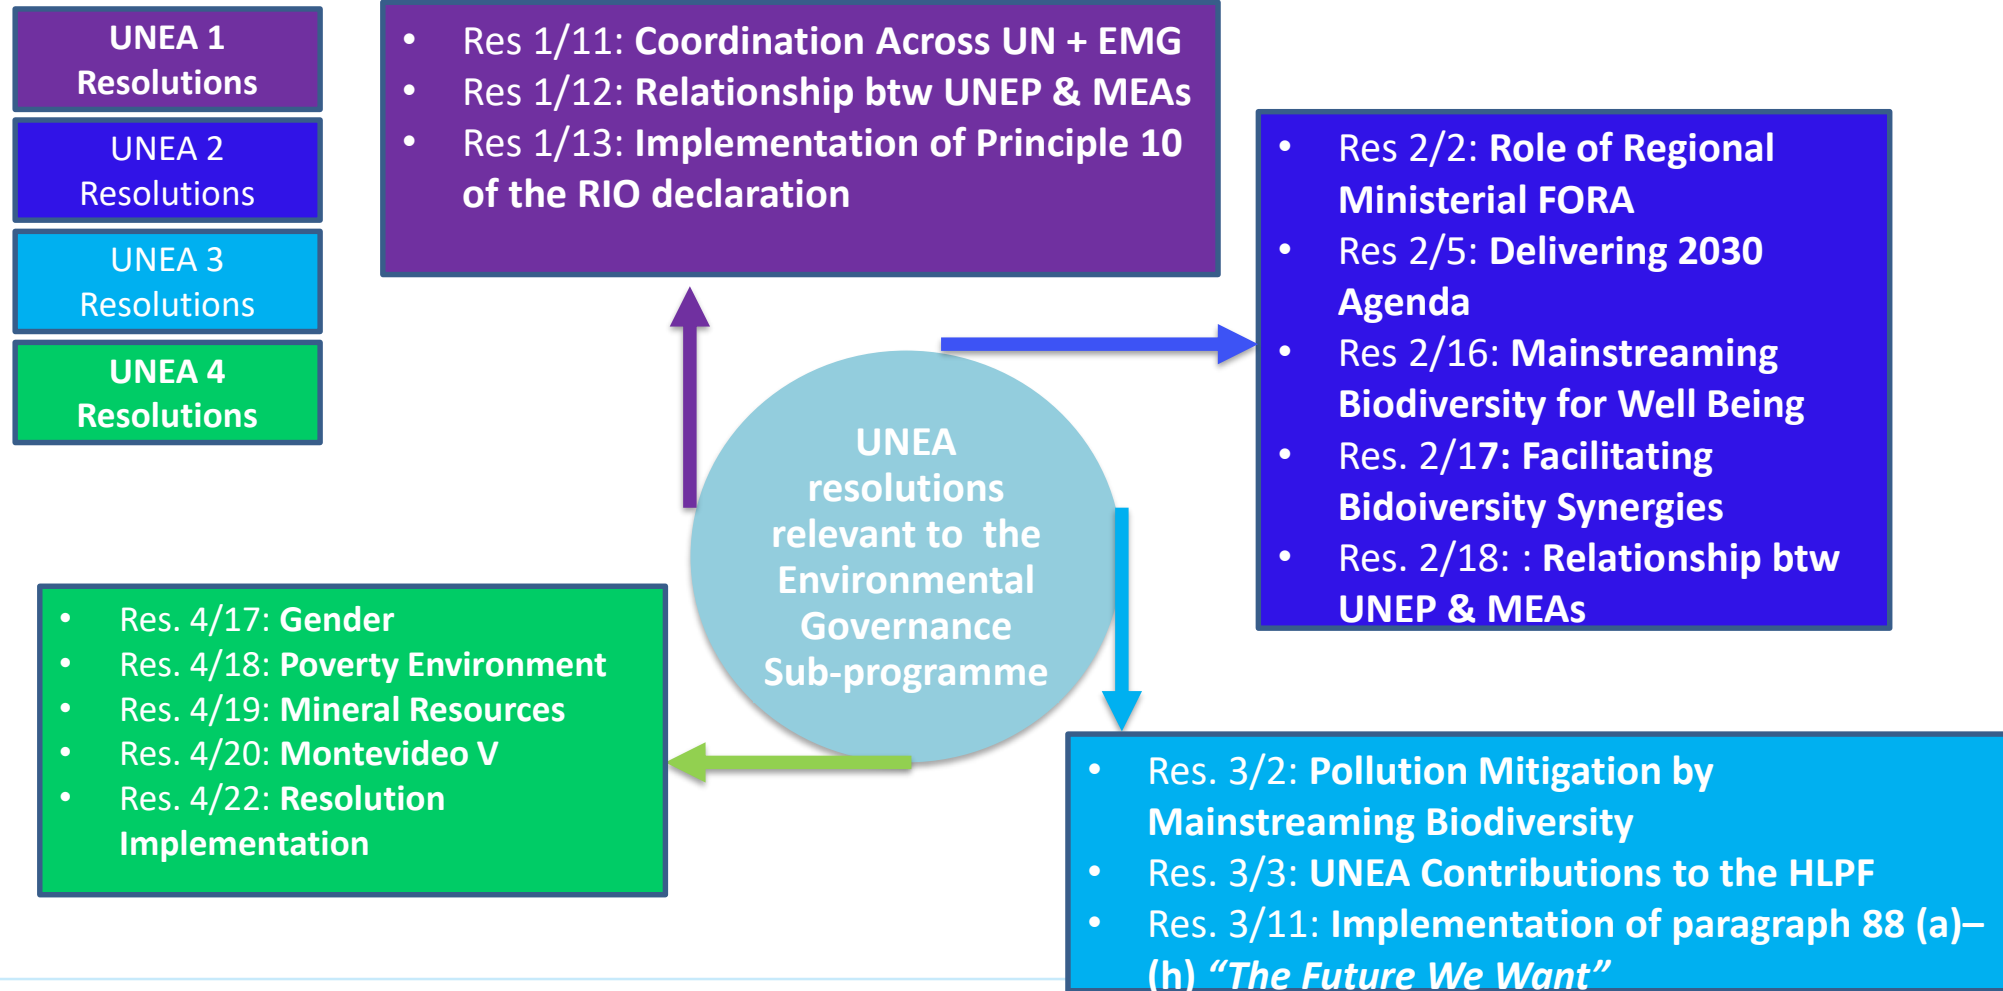 UNEA 1
Resolutions
UNEA 2
Resolutions
UNEA 3
Resolutions
UNEA 4
Resolutions
• Res 1/11: Coordination Across UN + EMG
• Res 1/12: Relationship btw UNEP & MEAs
• Res 1/13: Implementation of Principle 10
of the RIO declaration
• Res 2/2: Role of Regional
Ministerial FORA
• Res 2/5: Delivering 2030
Agenda
• Res 2/16: Mainstreaming
Biodiversity for Well Being
• Res. 2/17: Facilitating
Bidoiversity Synergies
• Res. 2/18: : Relationship btw
UNEP & MEAs
UNEA
resolutions
relevant to the
Environmental
Governance
Sub-programme
• Res. 4/17: Gender
• Res. 4/18: Poverty Environment
• Res. 4/19: Mineral Resources
• Res. 4/20: Montevideo V
• Res. 4/22: Resolution
Implementation
• Res. 3/2: Pollution Mitigation by
Mainstreaming Biodiversity
• Res. 3/3: UNEA Contributions to the HLPF
• Res. 3/11: Implementation of paragraph 88 (a)–
(h) “The Future We Want”